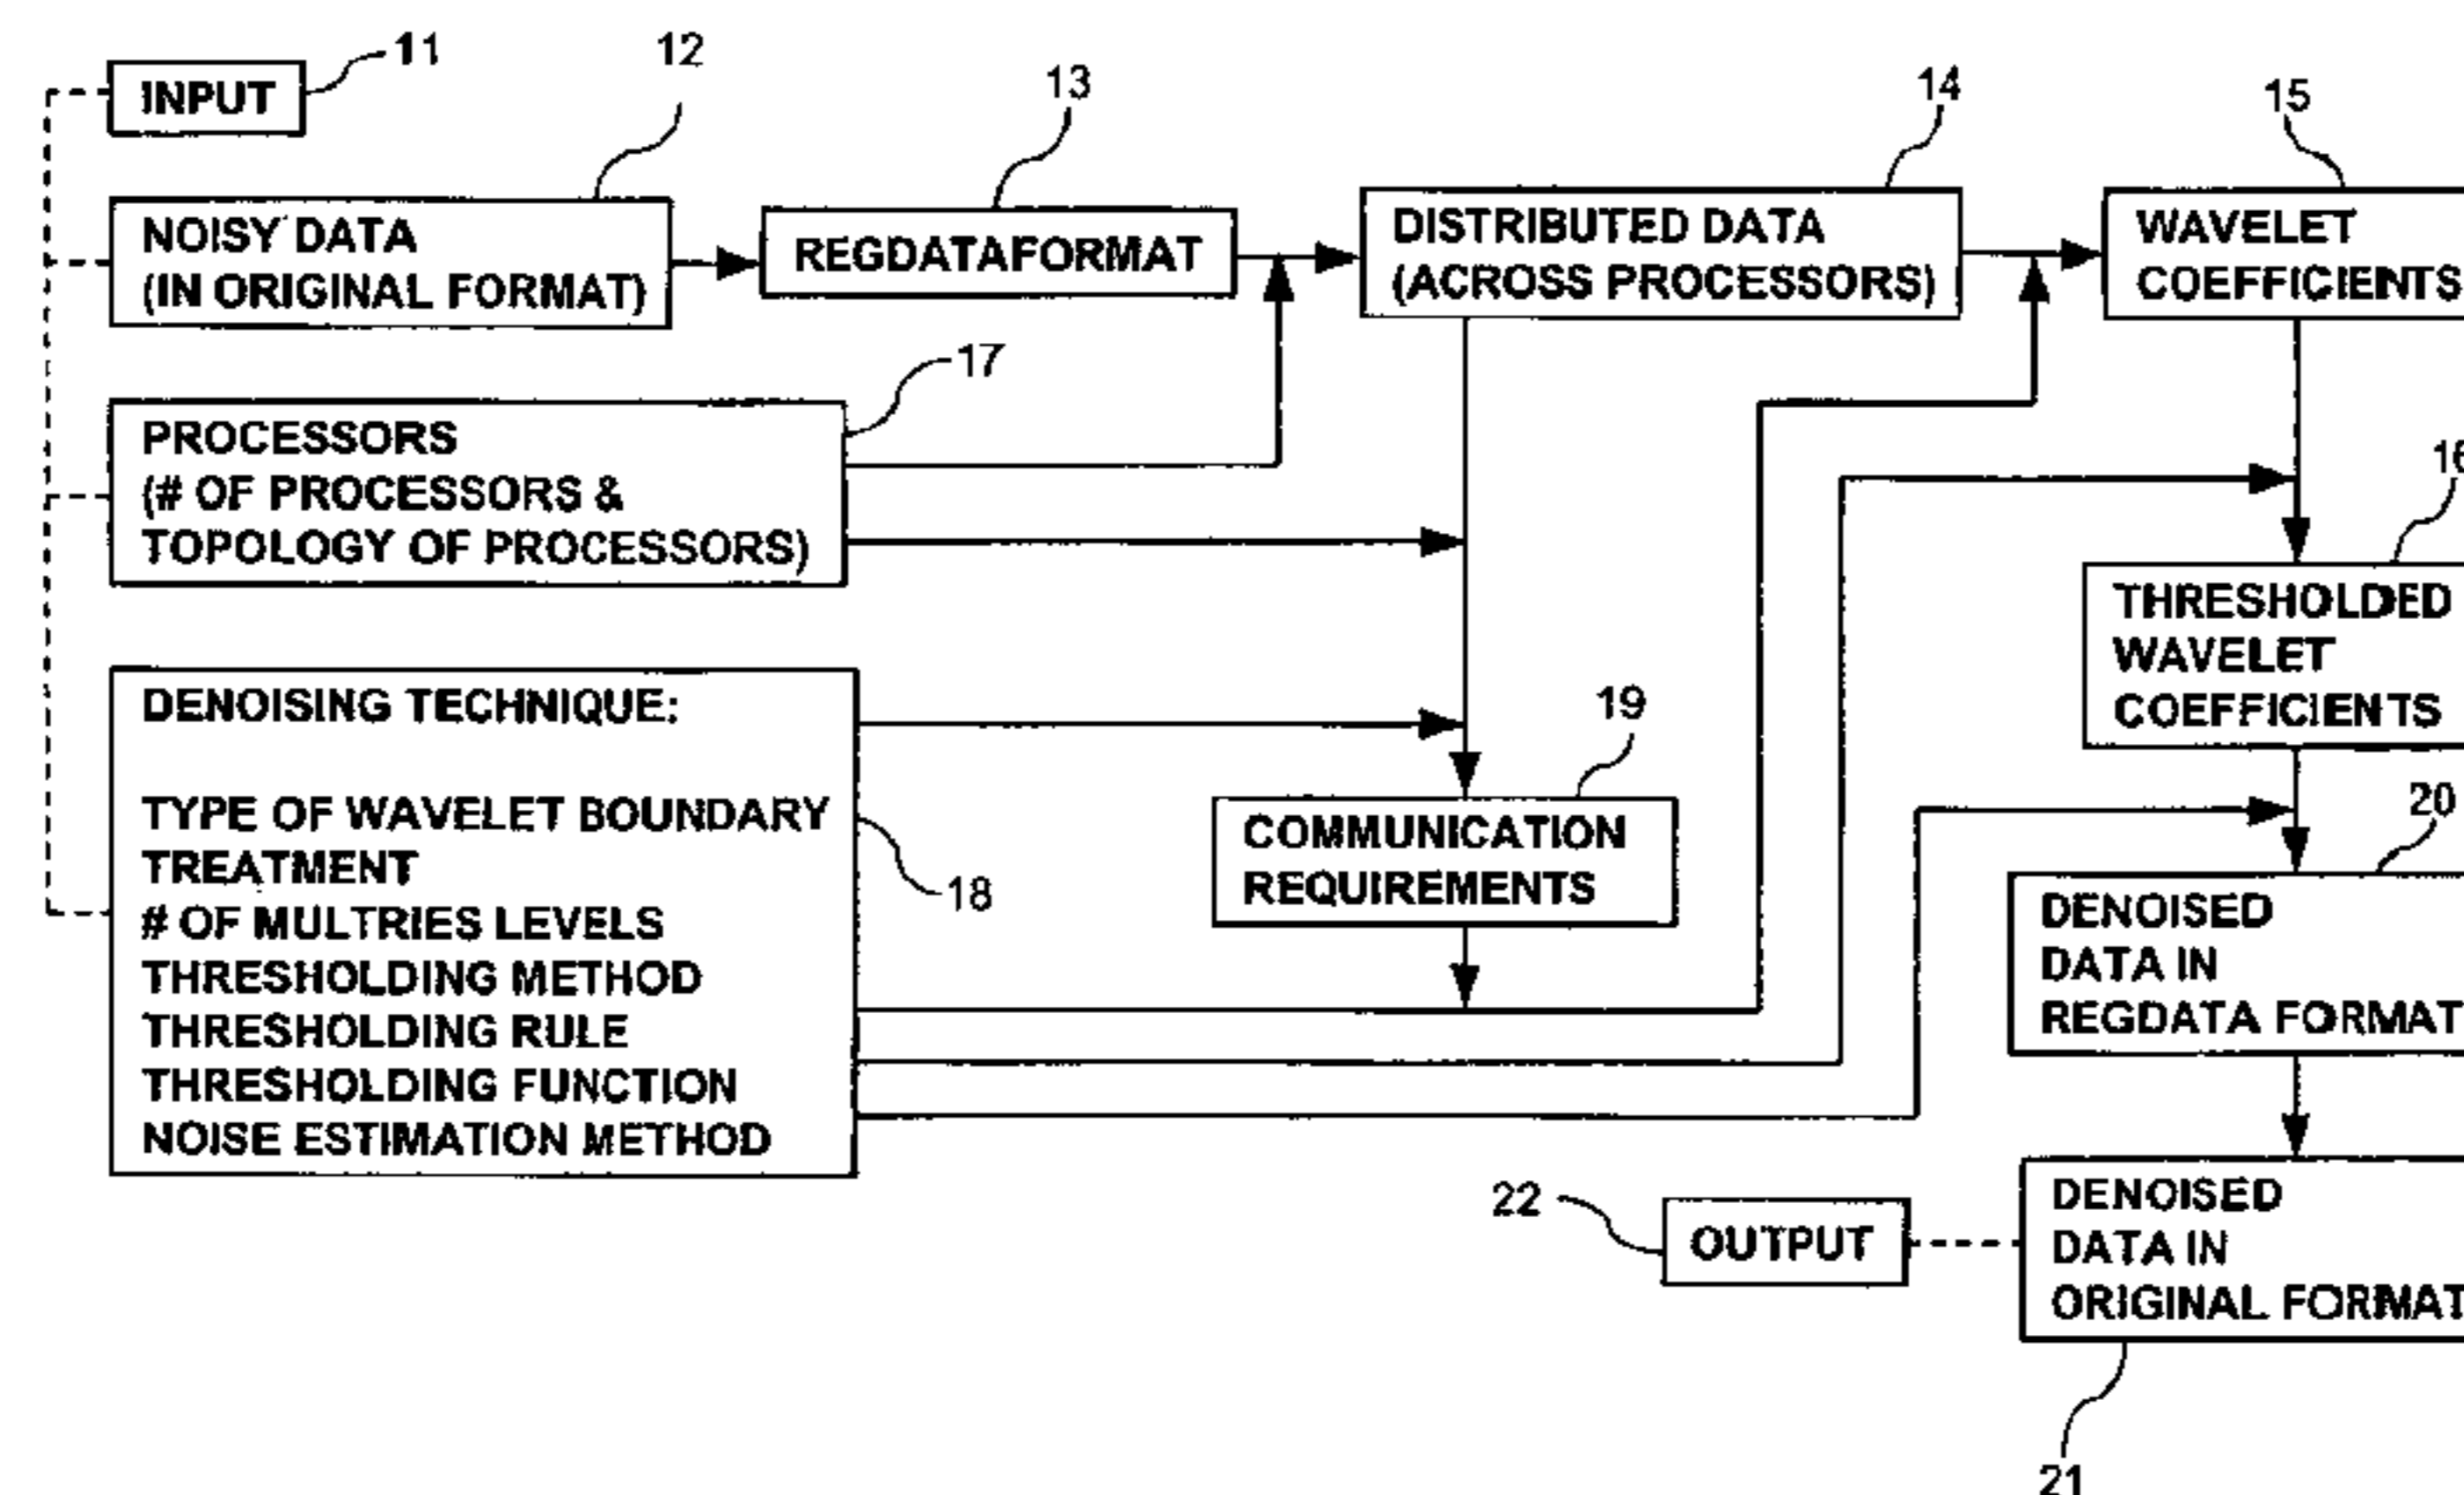 INPUT
11
12
13
14
15
NOISY DATA
(IN ORIGINAL FORMAT)
REGDATAFORMAT
DISTRIBUTED DATA
(ACROSS PROCESSORS)
WAVELET
COEFFICIENTS
17
PROCESSORS
(# OF PROCESSORS &
TOPOLOGY OF PROCESSORS)
16
THRESHOLDED
WAVELET
COEFFICIENTS
DENOISING TECHNIQUE:
TYPE OF WAVELET BOUNDARY
TREATMENT
# OF MULTRIES LEVELS
THRESHOLDING METHOD
THRESHOLDING RULE
THRESHOLDING FUNCTION
NOISE ESTIMATION METHOD
18
19
COMMUNICATION
REQUIREMENTS
20
DENOISED
DATA IN
REGDATA FORMAT
22
OUTPUT
DENOISED
DATA IN
ORIGINAL FORMAT
21